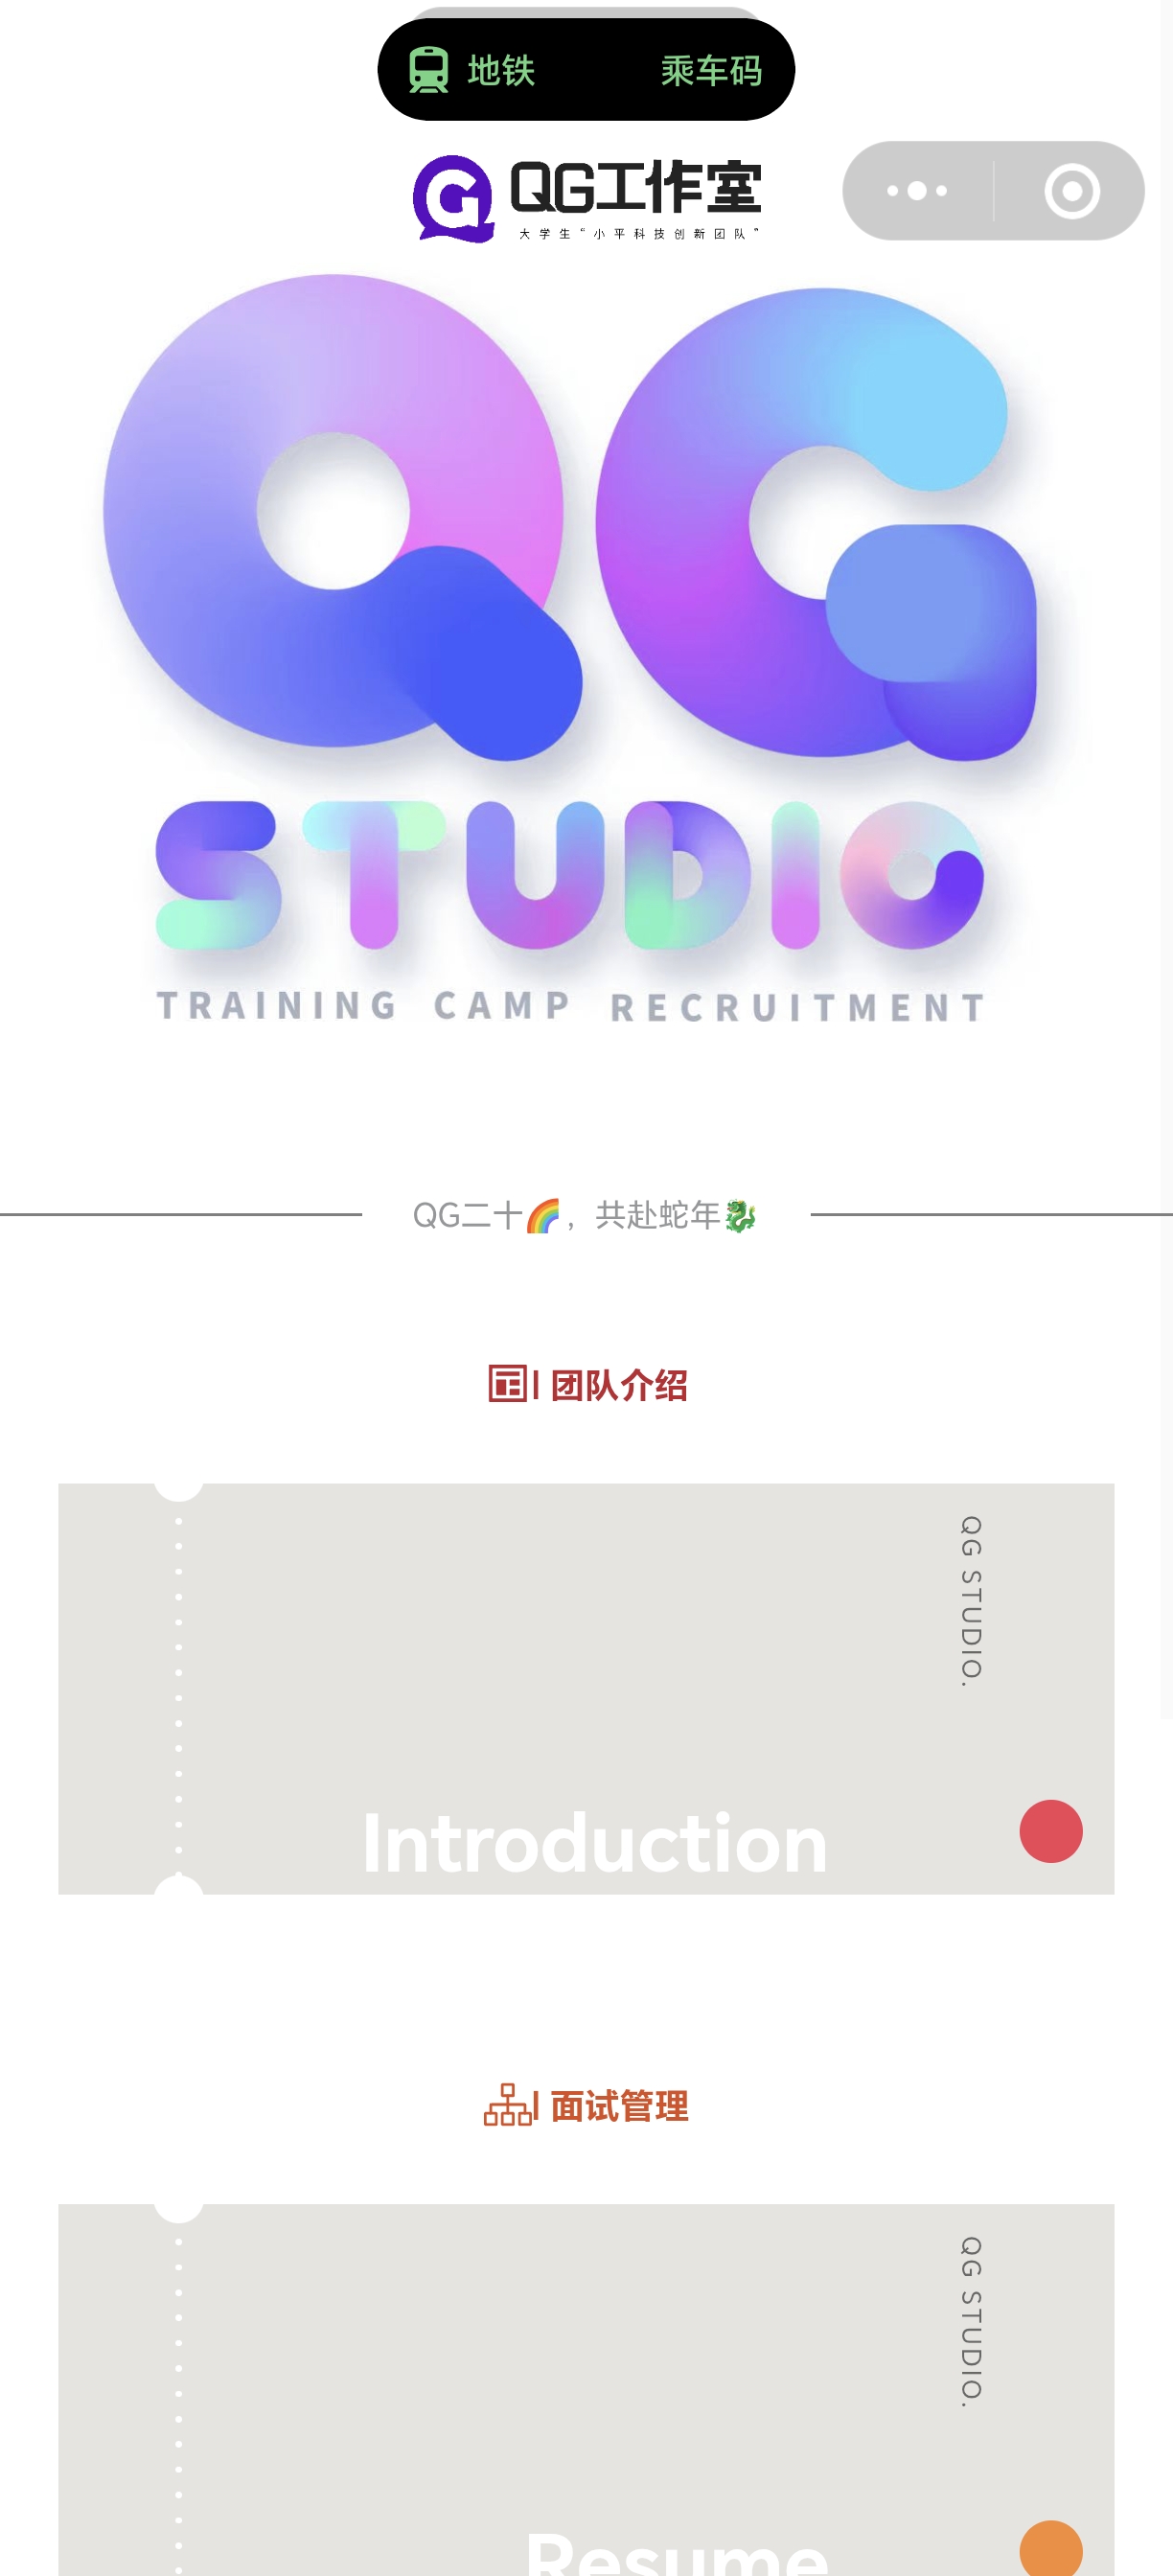 地铁 乘车码
QG工作室
大学生“小平科技创新团队”
QG
STUDIO
TRAINING CAMP RECRUITMENT
QG二十🌈，共赴蛇年🐉
团队介绍
QG STUDIO.
Introduction
面试管理
QG STUDIO.
Resume